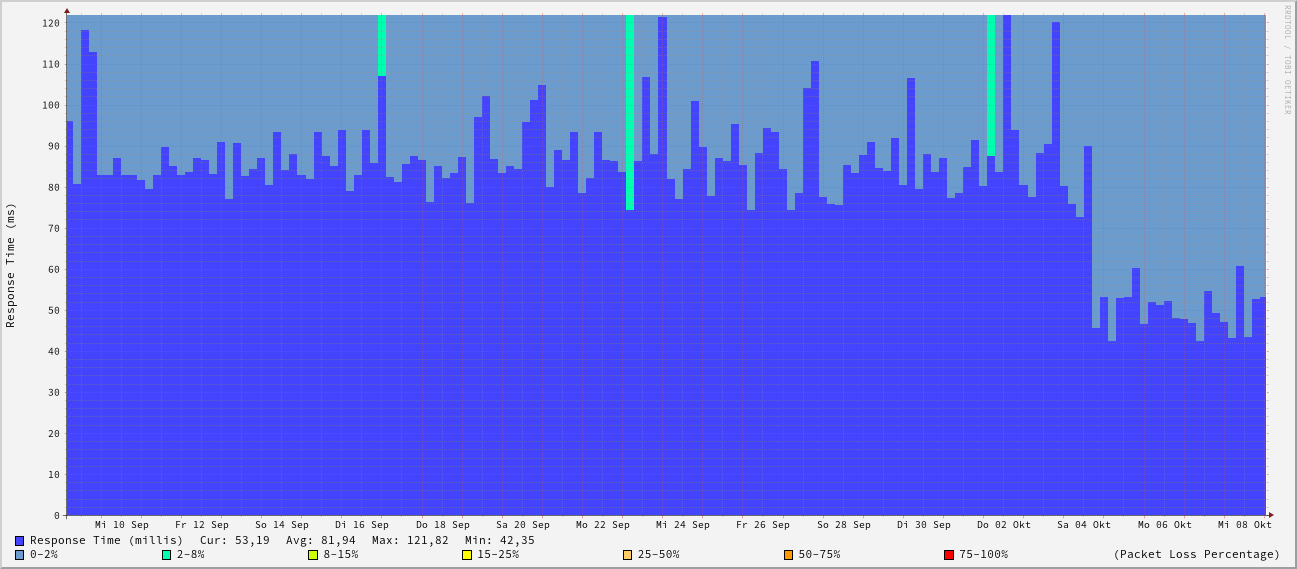 RRDTOOL / TOBI OETIKER
Response Time (ms)
120
110
100
90
80
70
60
50
40
30
20
10
0
Mi 10 Sep Fr 12 Sep So 14 Sep Di 16 Sep Do 18 Sep Sa 20 Sep Mo 22 Sep Mi 24 Sep Fr 26 Sep So 28 Sep Di 30 Sep Do 02 Okt Sa 04 Okt Mo 06 Okt Mi 08 Okt
Response Time (millis) Cur: 53,19 Avg: 81,94 Max: 121,82 Min: 42,35
0-2% 2-8% 8-15% 15-25% 25-50% 50-75% 75-100% (Packet Loss Percentage)